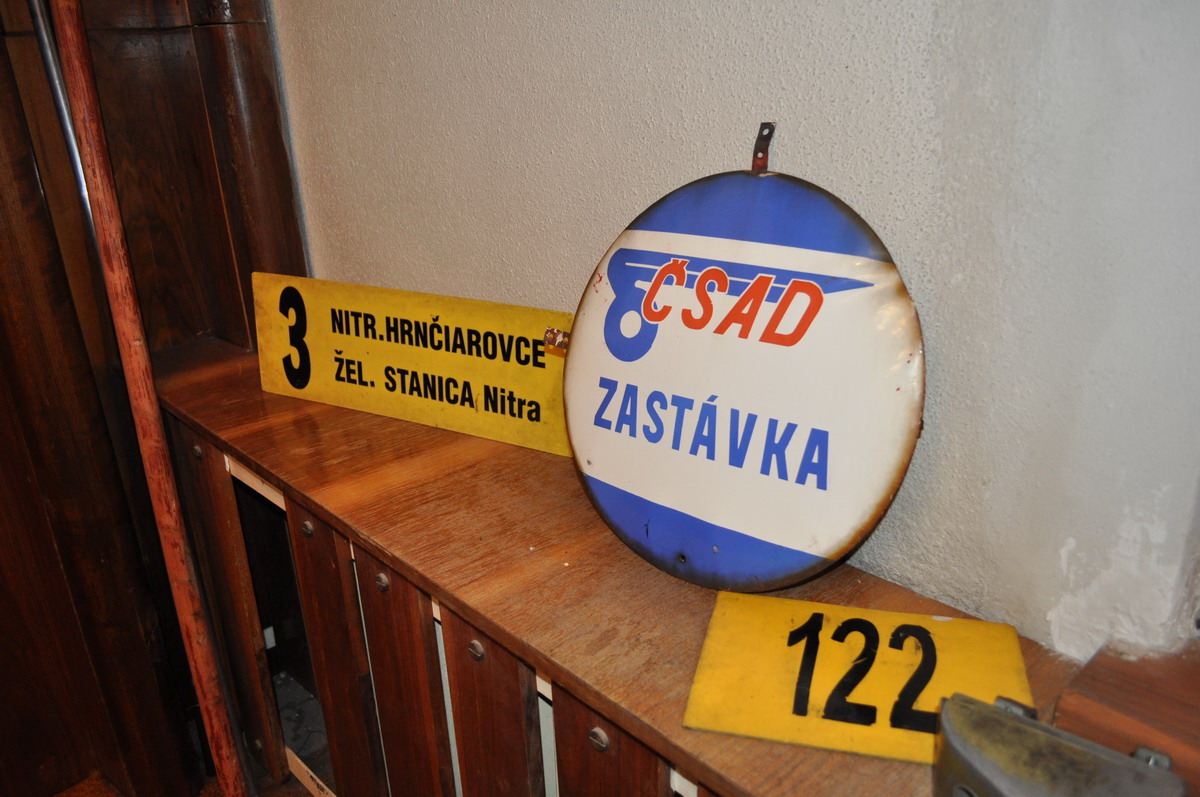 3
NITR.HRNČIAROVCE
ŽEL. STANICA Nitra
ČSAD
ZASTÁVKA
122